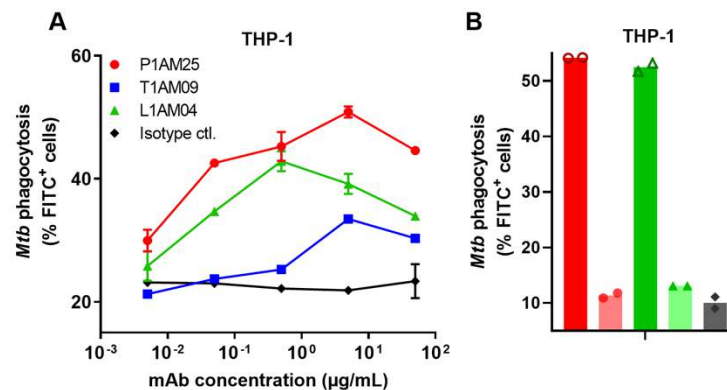 A
THP-1
P1AM25
T1AM09
L1AM04
Isotype ctl.
Mtb phagocytosis
(% FITC⁺ cells)
60
40
20
10⁻³ 10⁻² 10⁻¹ 10⁰ 10¹ 10²
mAb concentration (µg/mL)
B
THP-1
Mtb phagocytosis
(% FITC⁺ cells)
50
40
30
20
10